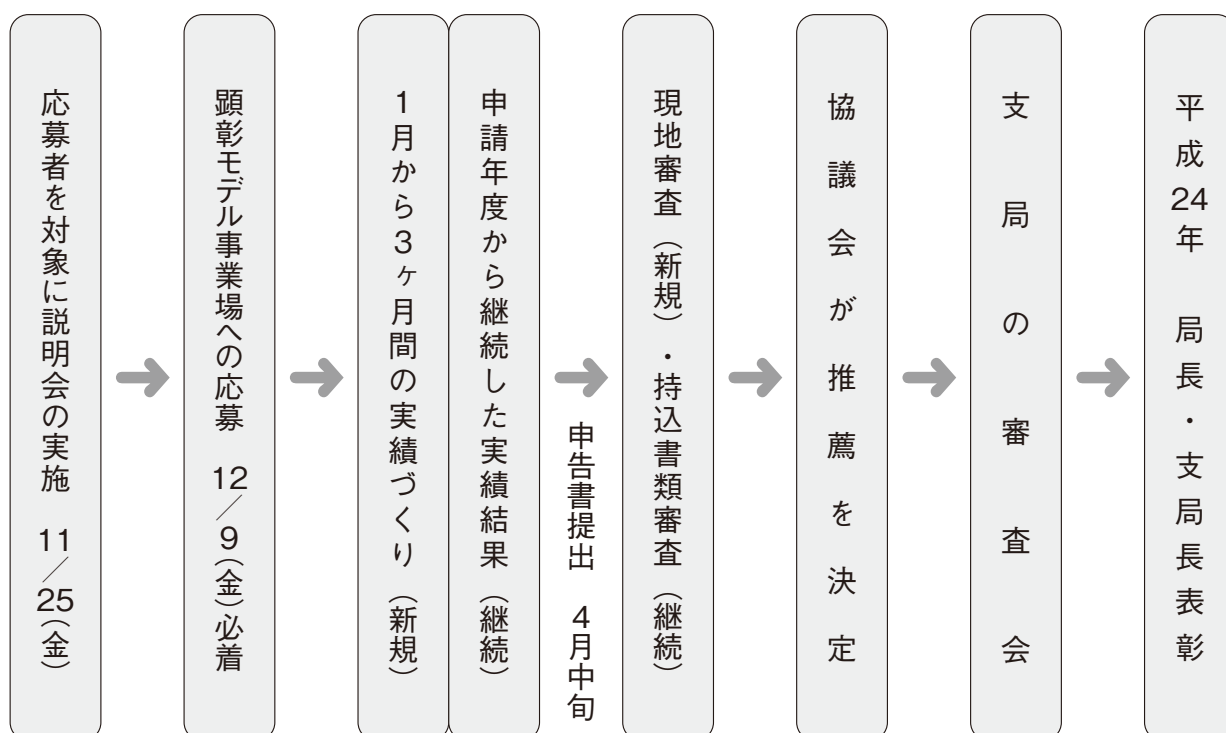 応募者を対象に説明会の実施　11／25（金）
顕彰モデル事業場への応募　12／9（金）必着
1月から3ヶ月間の実績づくり（新規）
申請年度から継続した実績結果（継続）
申告書提出　4月中旬
現地審査（新規）・持込書類審査（継続）
協議会が推薦を決定
支局の審査会
平成24年　局長・支局長表彰